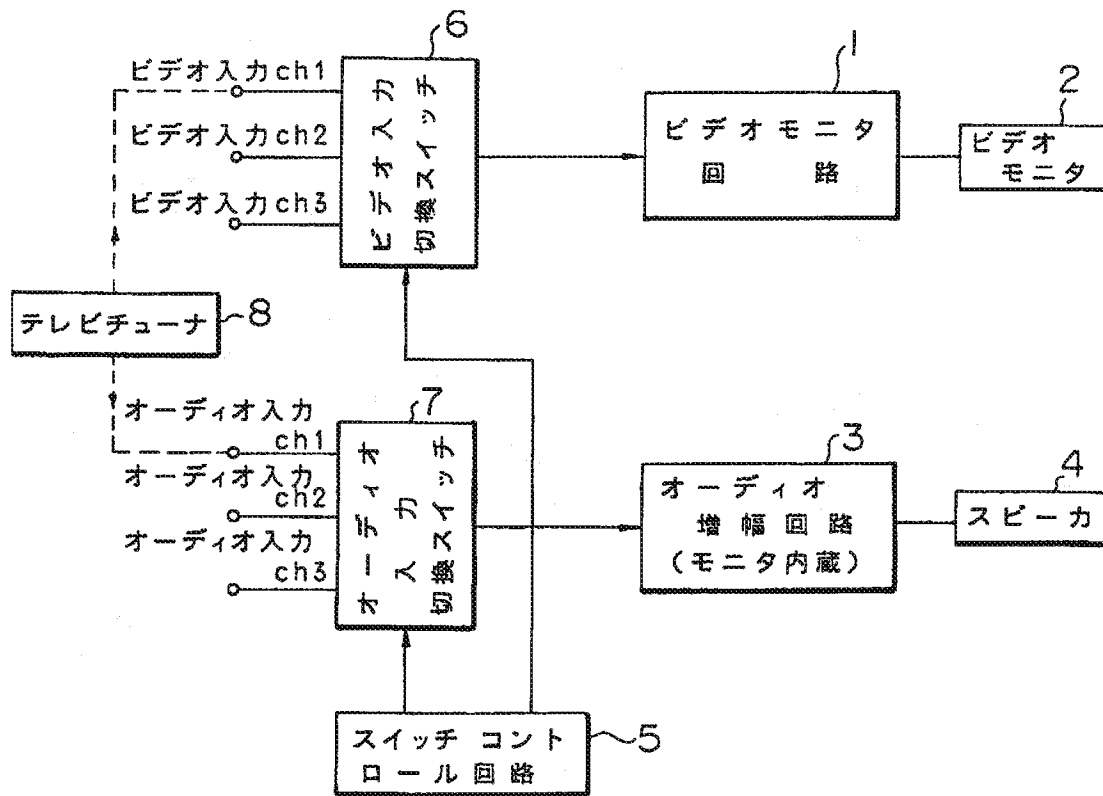 6
ビデオ入力ch1
ビデオ入力ch2
ビデオ入力ch3
ビデオ入力
切換スイッチ
1
ビデオモニタ
回路
2
ビデオ
モニタ
テレビチューナ
8
オーディオ入力
ch1
オーディオ入力
ch2
オーディオ入力
ch3
7
オーディオ
入力
切換スイッチ
3
オーディオ
増幅回路
(モニタ内蔵)
4
スピーカ
スイッチ コント
ロール回路
5